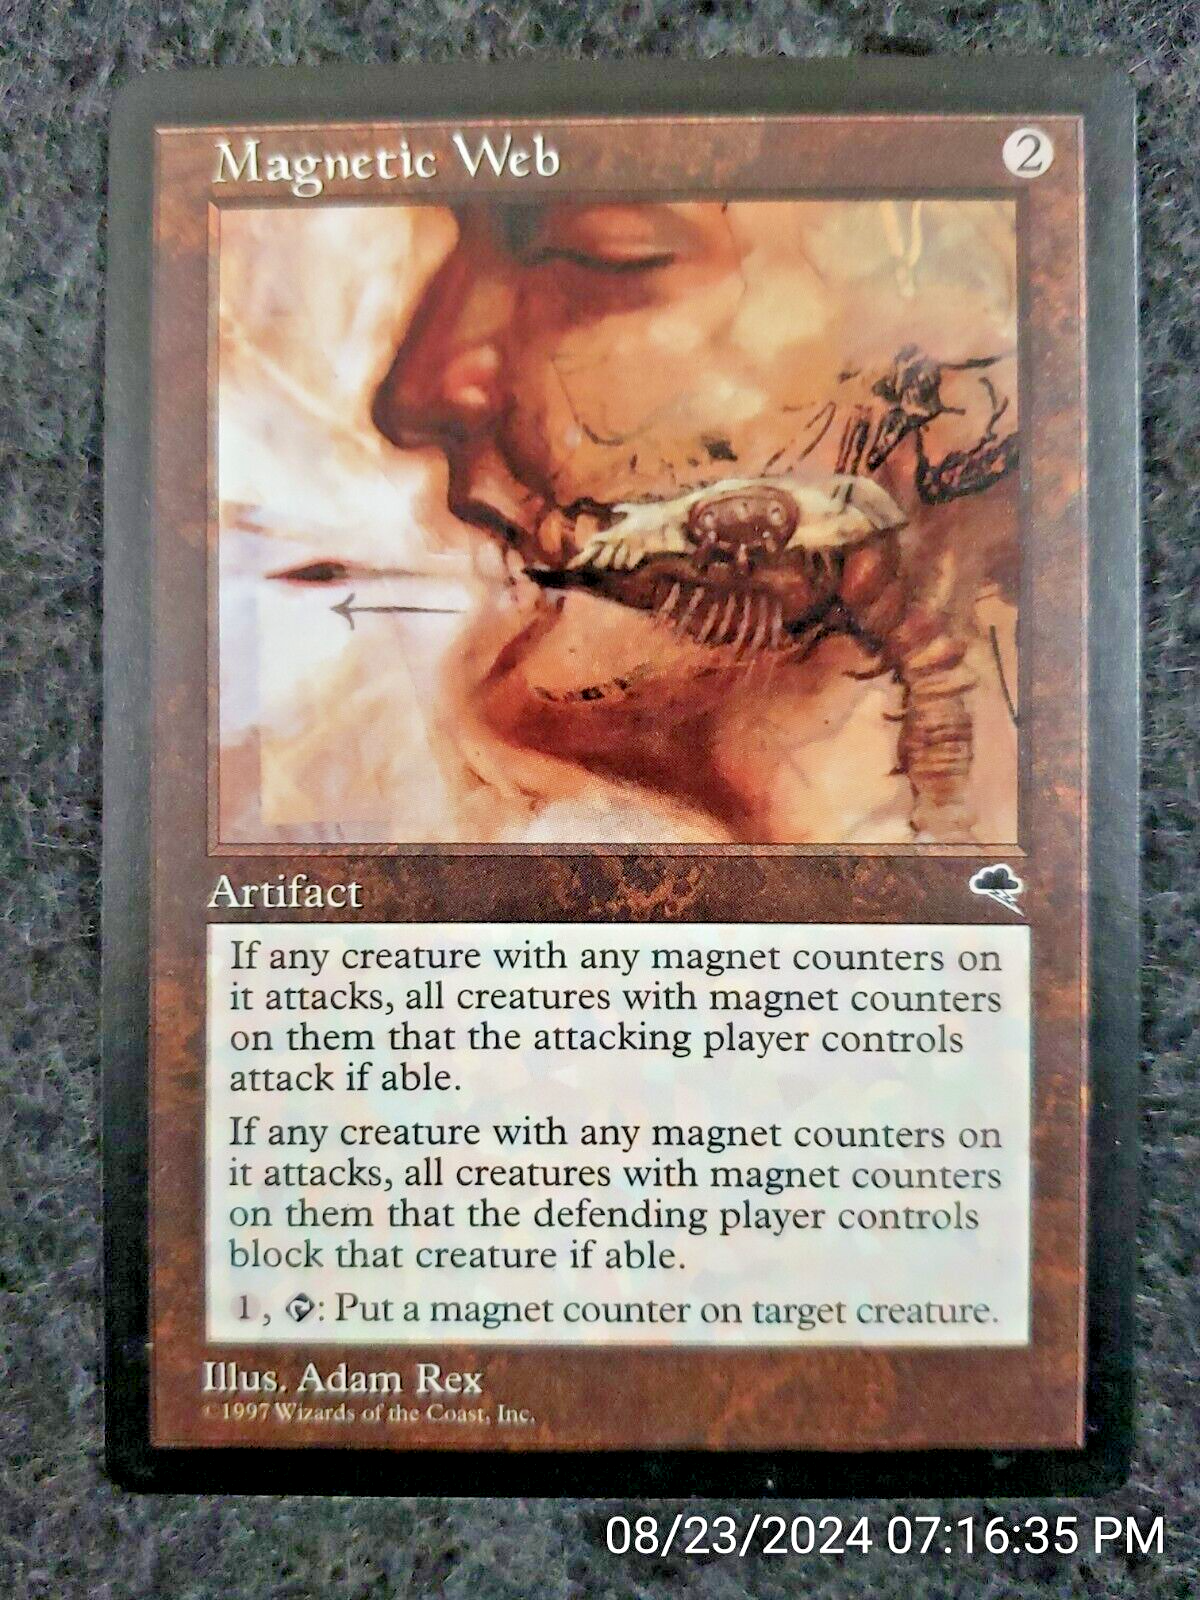 Magnetic Web 2
Artifact
If any creature with any magnet counters on
it attacks, all creatures with magnet counters
on them that the attacking player controls
attack if able.
If any creature with any magnet counters on
it attacks, all creatures with magnet counters
on them that the defending player controls
block that creature if able.
1, : Put a magnet counter on target creature.
Illus. Adam Rex
©1997 Wizards of the Coast, Inc.
08/23/2024 07:16:35 PM